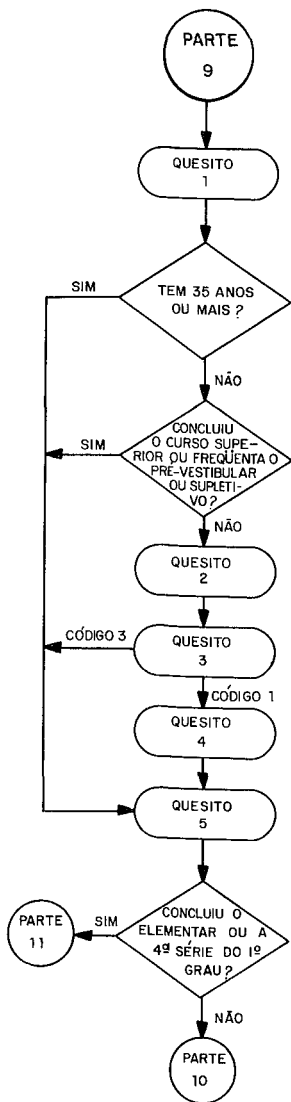 PARTE
9
QUESITO
1
TEM 35 ANOS
OU MAIS ?
SIM
NÃO
CONCLUIU
O CURSO SUPE-
RIOR OU FREQÜENTA O
PRÉ-VESTIBULAR
OU SUPLETI-
VO?
SIM
NÃO
QUESITO
2
QUESITO
3
CÓDIGO 3
CÓDIGO 1
QUESITO
4
QUESITO
5
CONCLUIU O
ELEMENTAR OU A
4ª SÉRIE DO 1º
GRAU ?
SIM
PARTE
11
NÃO
PARTE
10